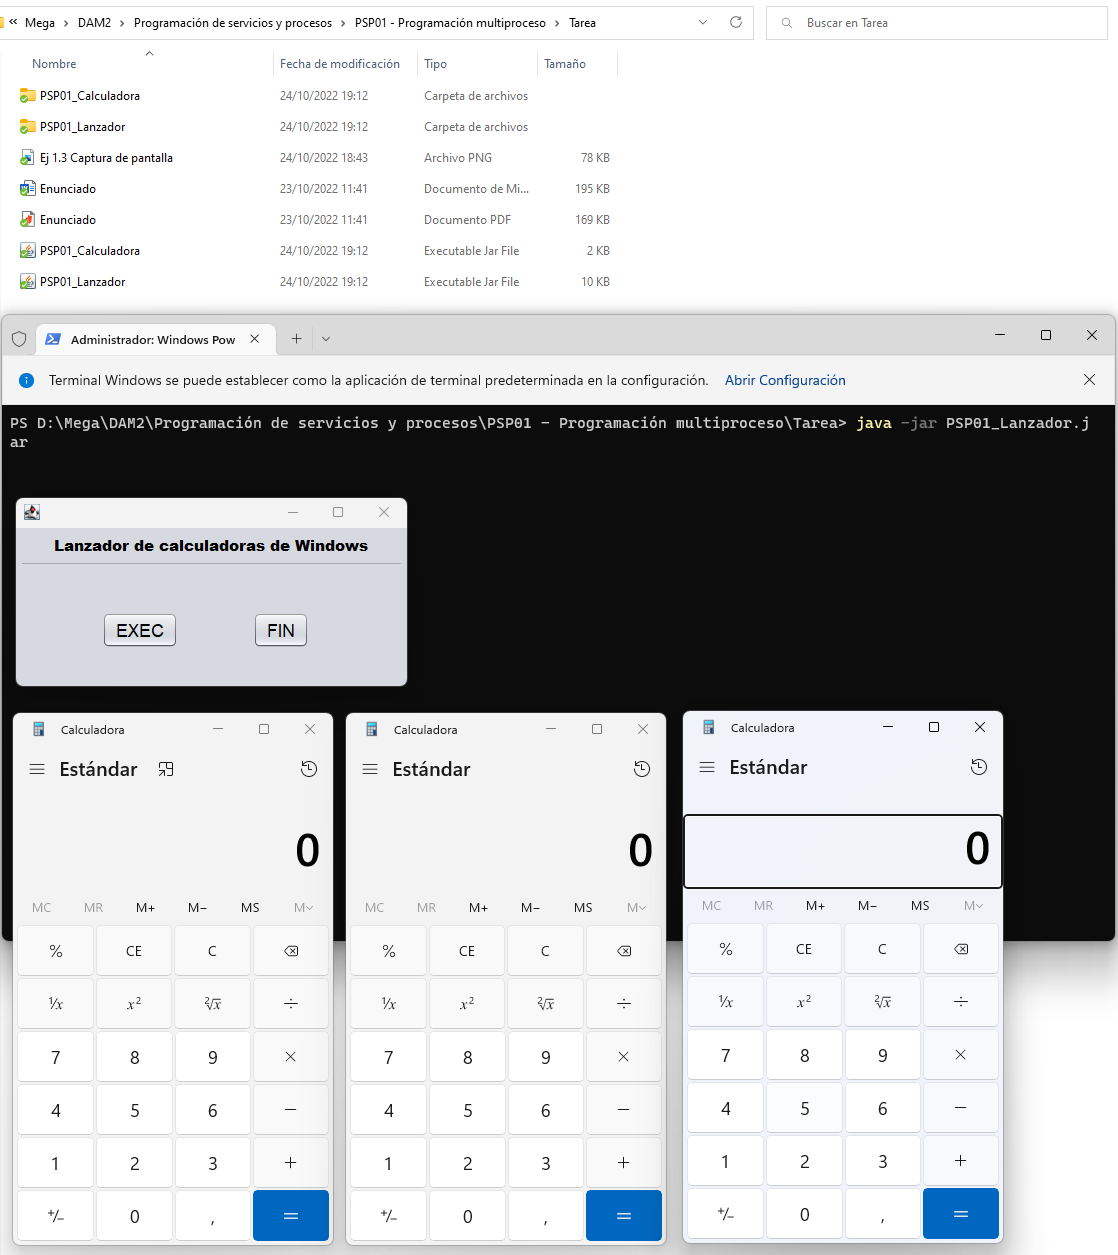 « Mega > DAM2 > Programación de servicios y procesos > PSP01 - Programación multiproceso > Tarea
Buscar en Tarea
Nombre Fecha de modificación Tipo Tamaño
PSP01_Calculadora 24/10/2022 19:12 Carpeta de archivos
PSP01_Lanzador 24/10/2022 19:12 Carpeta de archivos
Ej 1.3 Captura de pantalla 24/10/2022 18:43 Archivo PNG 78 KB
Enunciado 23/10/2022 11:41 Documento de Mi... 195 KB
Enunciado 23/10/2022 11:41 Documento PDF 169 KB
PSP01_Calculadora 24/10/2022 19:12 Executable Jar File 2 KB
PSP01_Lanzador 24/10/2022 19:12 Executable Jar File 10 KB
Administrador: Windows Pow
Terminal Windows se puede establecer como la aplicación de terminal predeterminada en la configuración. Abrir Configuración
PS D:\Mega\DAM2\Programación de servicios y procesos\PSP01 - Programación multiproceso\Tarea> java -jar PSP01_Lanzador.j
ar
Lanzador de calculadoras de Windows
EXEC FIN
Calculadora
Estándar
0
MC MR M+ M− MS M˅
% CE C ⌫
⅟x x² ²√x ÷
7 8 9 ×
4 5 6 −
1 2 3 +
+/− 0 , =
Calculadora
Estándar
0
MC MR M+ M− MS M˅
% CE C ⌫
⅟x x² ²√x ÷
7 8 9 ×
4 5 6 −
1 2 3 +
+/− 0 , =
Calculadora
Estándar
0
MC MR M+ M− MS M˅
% CE C ⌫
⅟x x² ²√x ÷
7 8 9 ×
4 5 6 −
1 2 3 +
+/− 0 , =